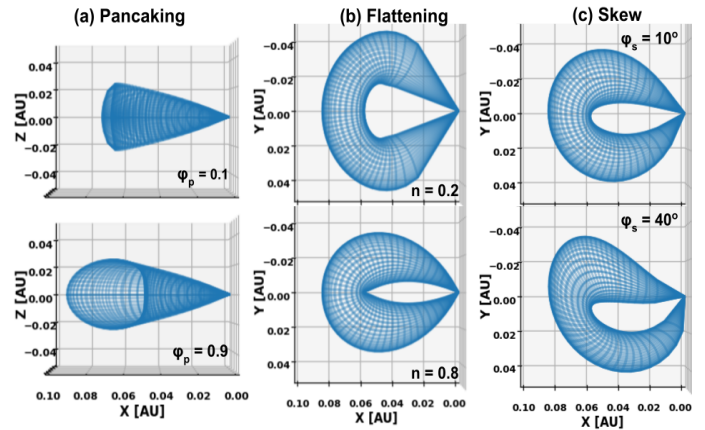 (a) Pancaking
(b) Flattening
(c) Skew
0.04
0.02
0.00
−0.02
−0.04
Z [AU]
φp = 0.1
−0.04
−0.02
0.00
0.02
0.04
Y [AU]
n = 0.2
−0.04
−0.02
0.00
0.02
0.04
Y [AU]
φs = 10º
0.04
0.02
0.00
−0.02
−0.04
Z [AU]
φp = 0.9
0.10 0.08 0.06 0.04 0.02 0.00
X [AU]
−0.04
−0.02
0.00
0.02
0.04
Y [AU]
n = 0.8
0.10 0.08 0.06 0.04 0.02 0.00
X [AU]
−0.04
−0.02
0.00
0.02
0.04
Y [AU]
φs = 40º
0.10 0.08 0.06 0.04 0.02 0.00
X [AU]